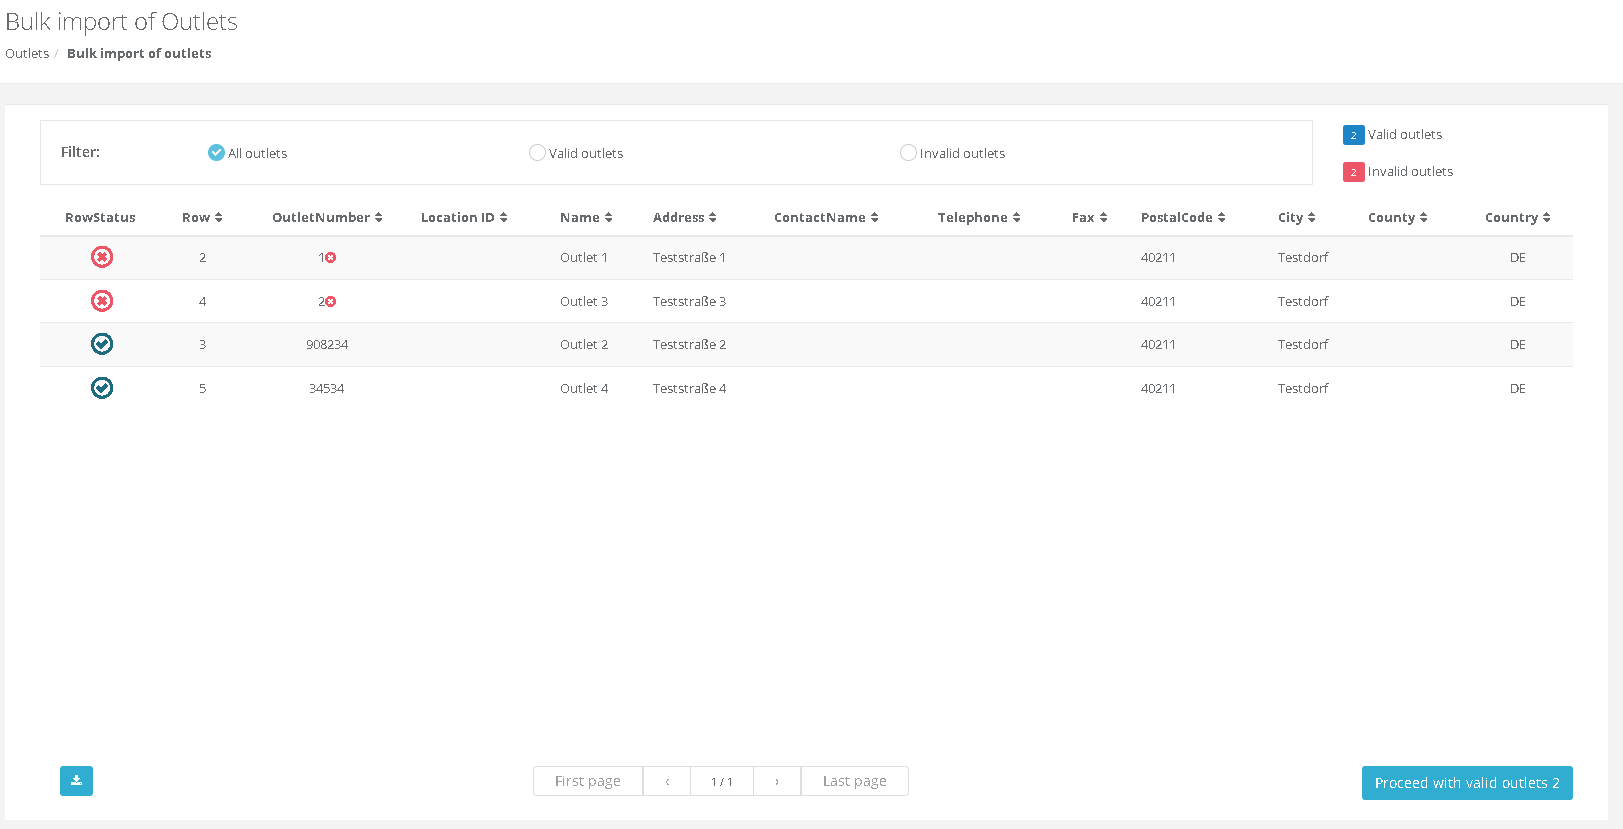 Bulk import of Outlets
Outlets / Bulk import of outlets
Filter: All outlets Valid outlets Invalid outlets
2 Valid outlets
2 Invalid outlets
RowStatus Row OutletNumber Location ID Name Address ContactName Telephone Fax PostalCode City County Country
2 1 Outlet 1 Teststraße 1 40211 Testdorf DE
4 2 Outlet 3 Teststraße 3 40211 Testdorf DE
3 908234 Outlet 2 Teststraße 2 40211 Testdorf DE
5 34534 Outlet 4 Teststraße 4 40211 Testdorf DE
First page ‹ 1 / 1 › Last page
Proceed with valid outlets 2